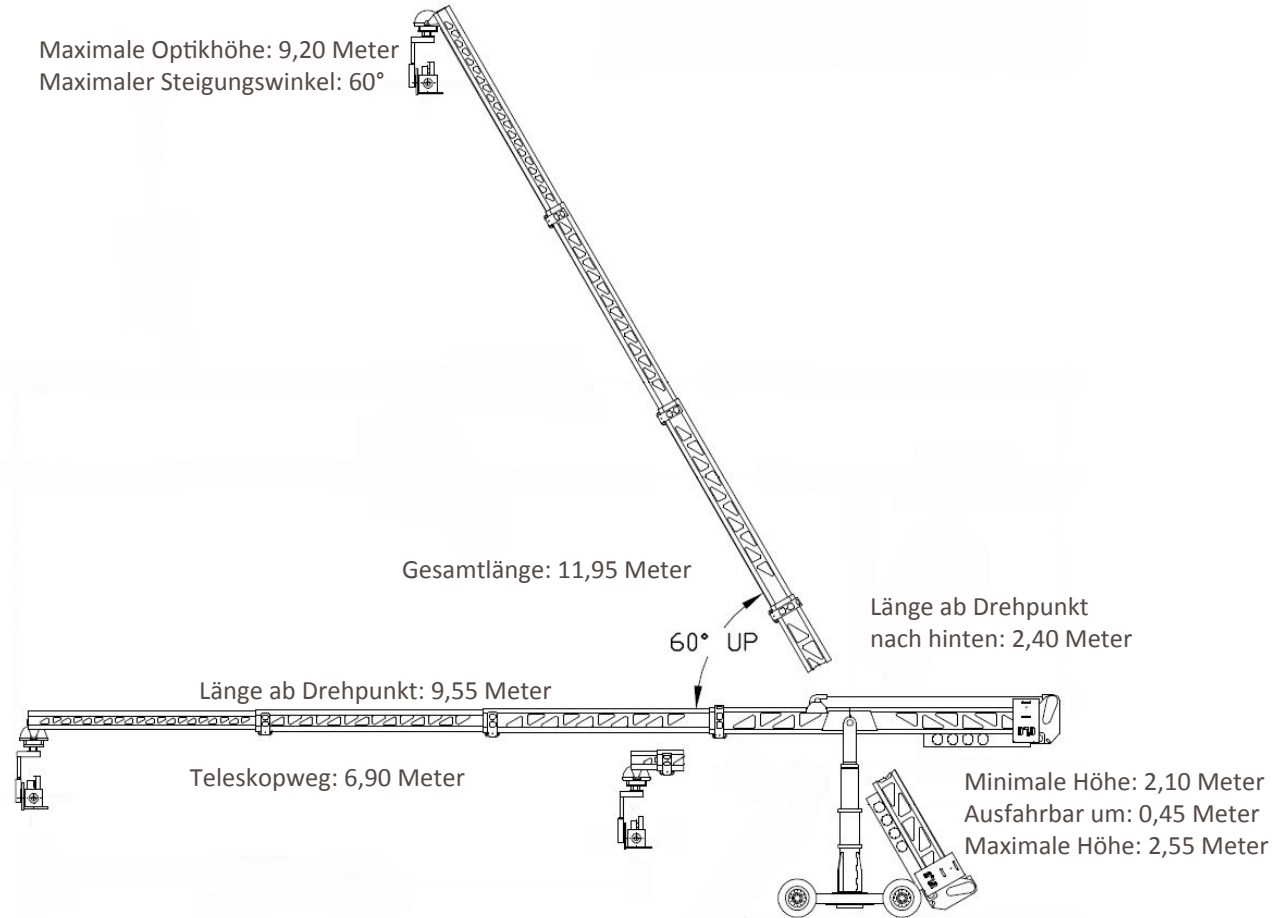 Maximale Optikhöhe: 9,20 Meter
Maximaler Steigungswinkel: 60°
Gesamtlänge: 11,95 Meter
Länge ab Drehpunkt
nach hinten: 2,40 Meter
60° UP
Länge ab Drehpunkt: 9,55 Meter
Teleskopweg: 6,90 Meter
Minimale Höhe: 2,10 Meter
Ausfahrbar um: 0,45 Meter
Maximale Höhe: 2,55 Meter